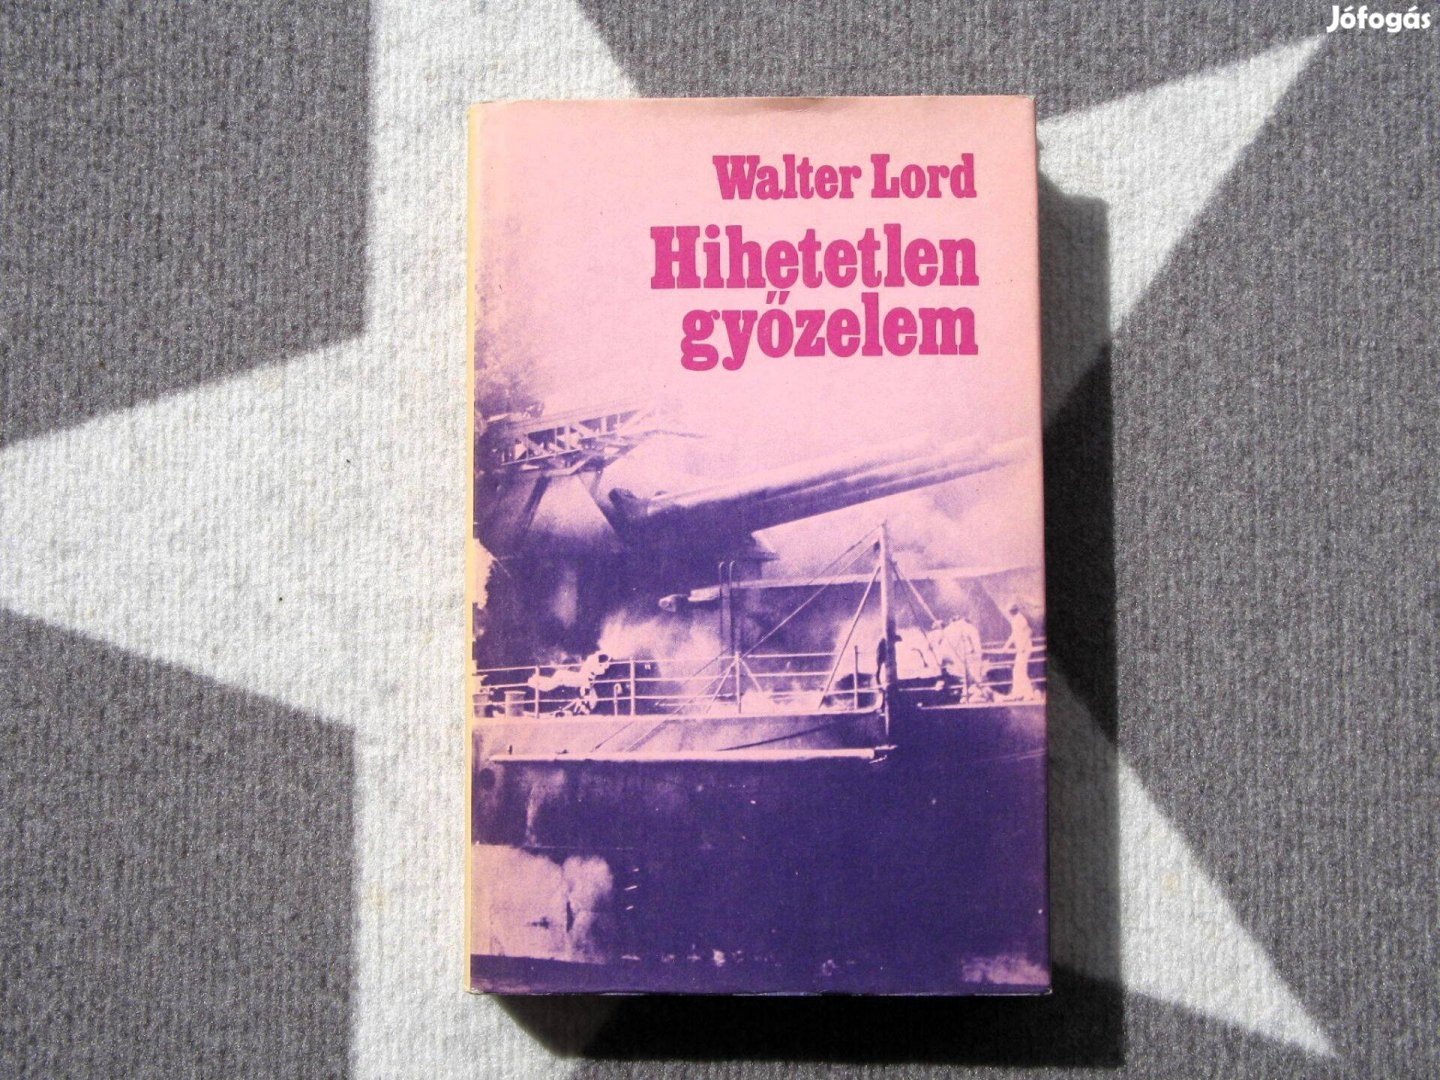 Jófogás
Walter Lord
Hihetetlen
győzelem